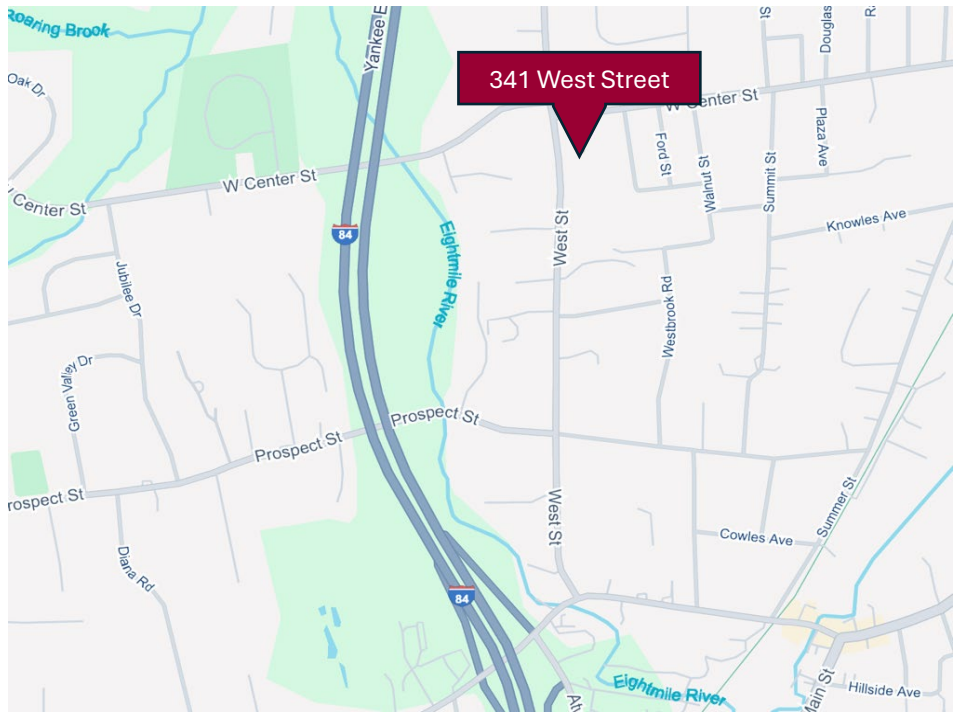 Roaring Brook
Yankee E
St
Douglas
R
341 West Street
Oak Dr
W Center St
Plaza Ave
Ford St
Walnut St
Summit St
W Center St
Center St
84
Eightmile River
West St
Knowles Ave
Jubilee Dr
Westbrook Rd
Green Valley Dr
Prospect St
Prospect St
rospect St
West St
Summer St
Cowles Ave
Diana Rd
84
Eightmile River
Main St
Hillside Ave